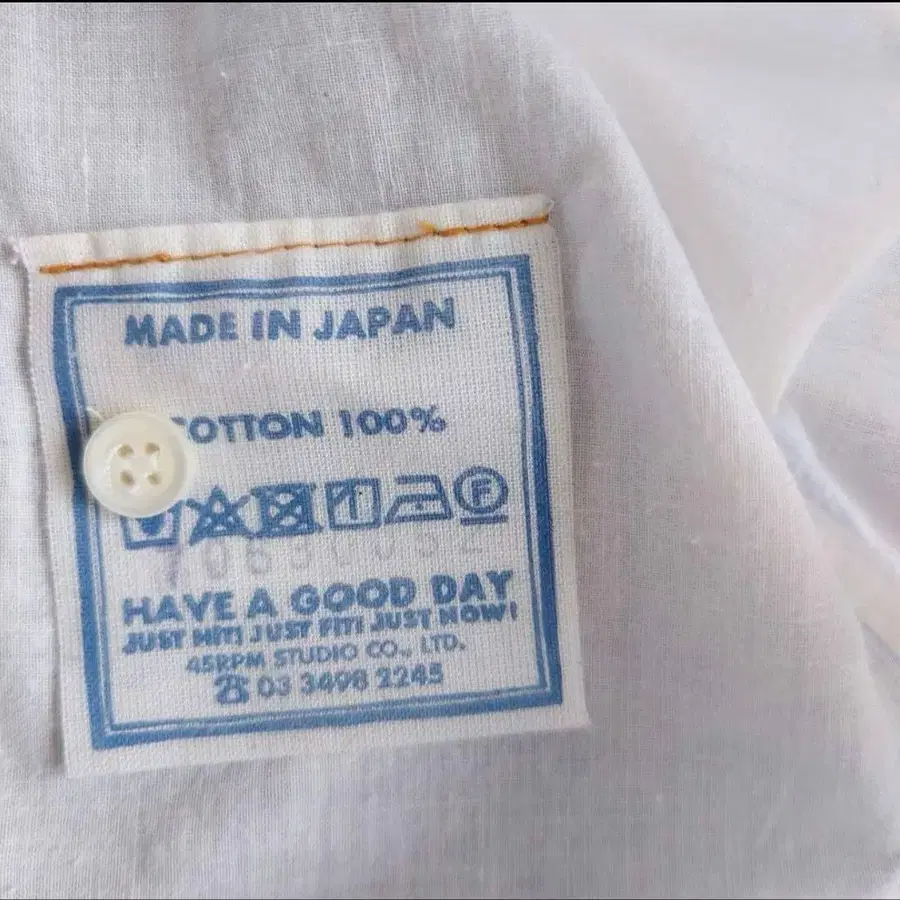 MADE IN JAPAN
COTTON 100%
F
HAVE A GOOD DAY
JUST HIT! JUST FIT! JUST NOW!
45RPM STUDIO CO., LTD.
☎ 03 3498 2245